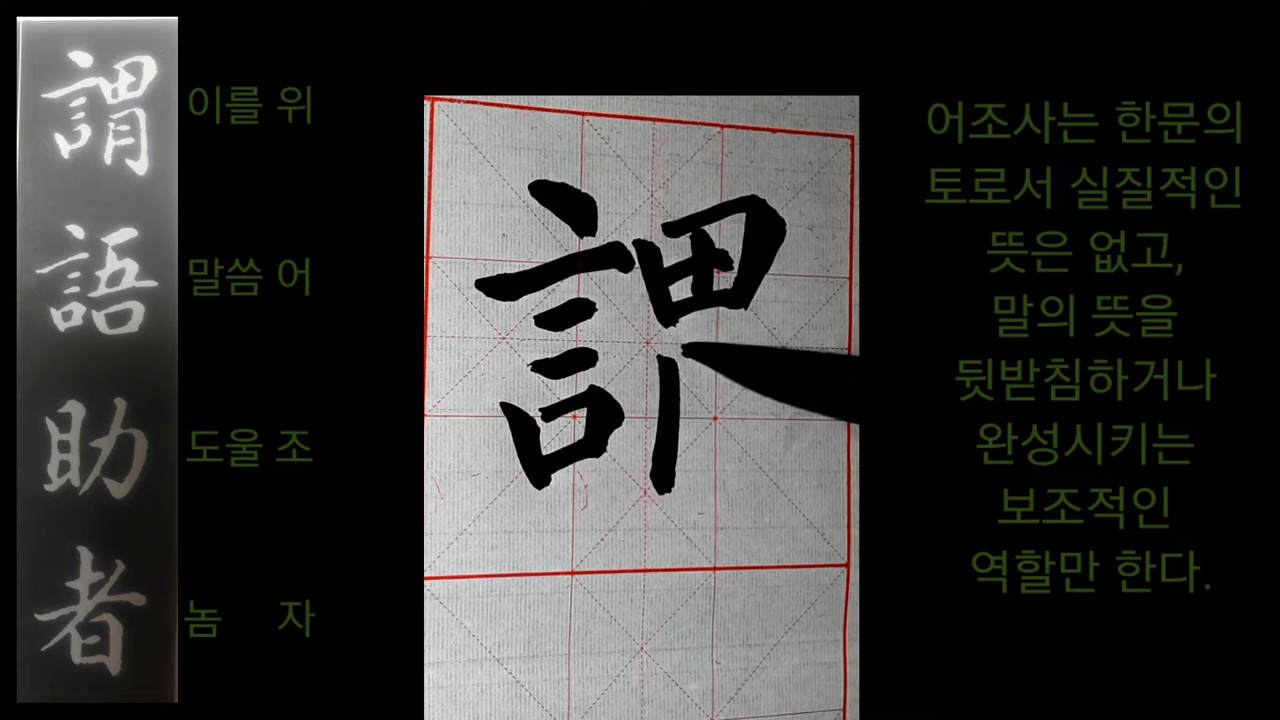 謂
語
助
者
이를 위
말씀 어
도울 조
놈 자
어조사는 한문의
토로서 실질적인
뜻은 없고,
말의 뜻을
뒷받침하거나
완성시키는
보조적인
역할만 한다.